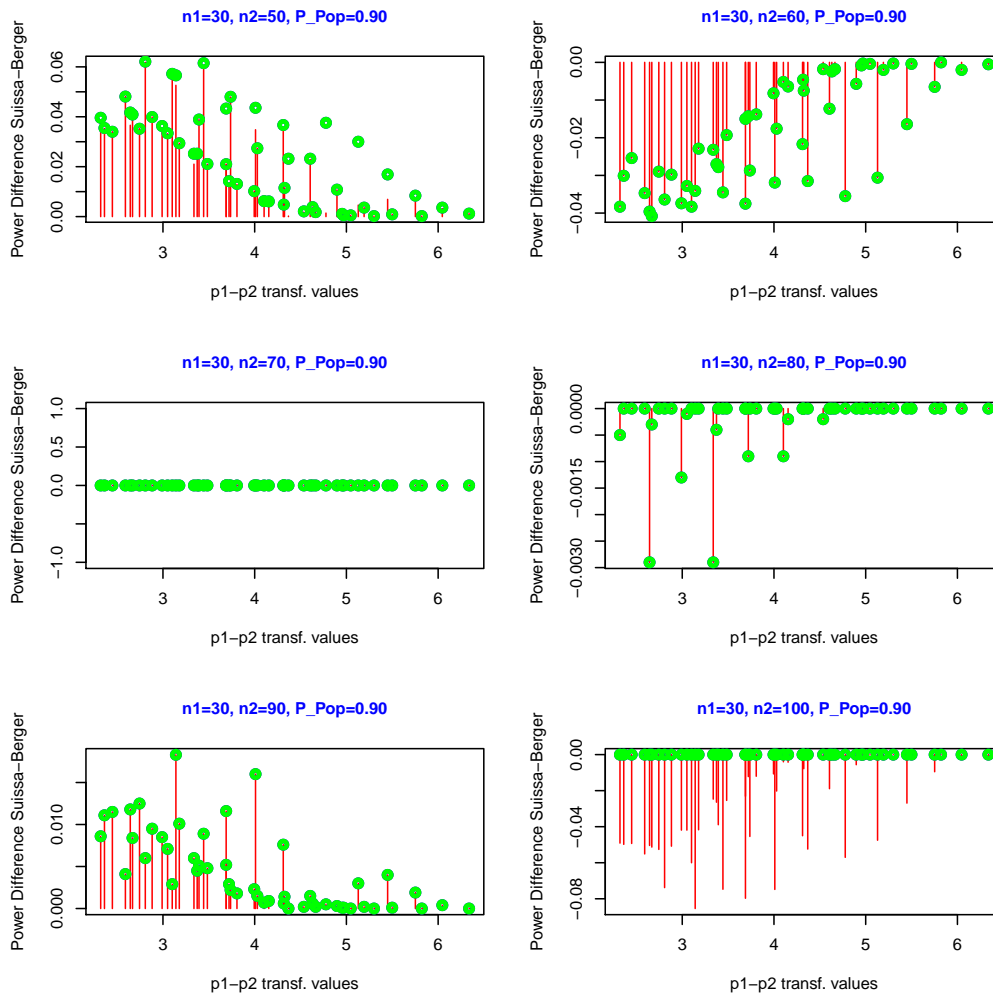 n1=30, n2=50, P_Pop=0.90
Power Difference Suissa−Berger
0.00 0.02 0.04 0.06
3 4 5 6
p1−p2 transf. values
n1=30, n2=60, P_Pop=0.90
Power Difference Suissa−Berger
−0.04 −0.02 0.00
3 4 5 6
p1−p2 transf. values
n1=30, n2=70, P_Pop=0.90
Power Difference Suissa−Berger
−1.0 0.0 0.5 1.0
3 4 5 6
p1−p2 transf. values
n1=30, n2=80, P_Pop=0.90
Power Difference Suissa−Berger
−0.0030 −0.0015 0.0000
3 4 5 6
p1−p2 transf. values
n1=30, n2=90, P_Pop=0.90
Power Difference Suissa−Berger
0.000 0.010
3 4 5 6
p1−p2 transf. values
n1=30, n2=100, P_Pop=0.90
Power Difference Suissa−Berger
−0.08 −0.04 0.00
3 4 5 6
p1−p2 transf. values